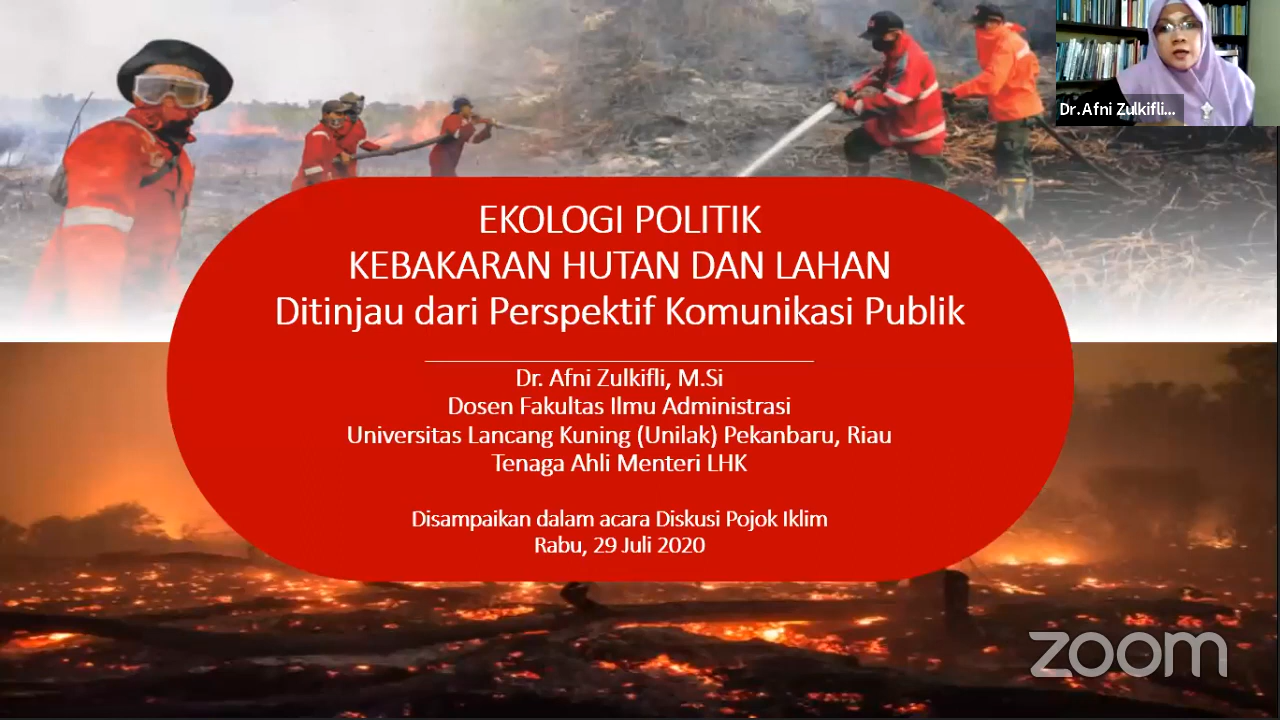 Dr.Afni Zulkifli...
EKOLOGI POLITIK
KEBAKARAN HUTAN DAN LAHAN
Ditinjau dari Perspektif Komunikasi Publik
Dr. Afni Zulkifli, M.Si
Dosen Fakultas Ilmu Administrasi
Universitas Lancang Kuning (Unilak) Pekanbaru, Riau
Tenaga Ahli Menteri LHK
Disampaikan dalam acara Diskusi Pojok Iklim
Rabu, 29 Juli 2020
zoom